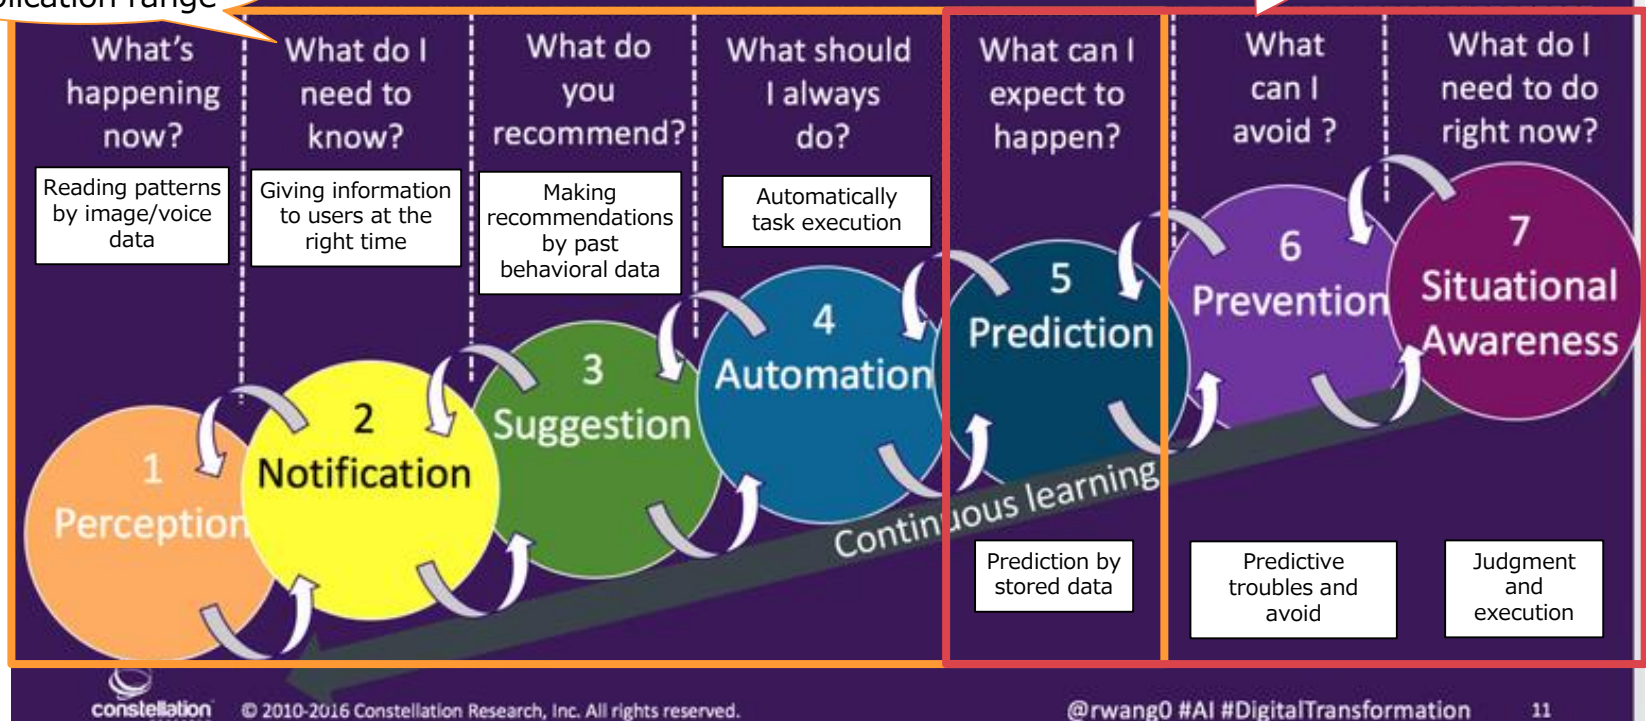 range
What's
happening
now?
What do I
need to
know?
What do
you
recommend?
What should
I always
do?
What can I
expect to
happen?
What
can I
avoid ?
What do I
need to do
right now?
Reading patterns
by image/voice
data
Giving information
to users at the
right time
Making
recommendations
by past
behavioral data
Automatically
task execution
1
Perception
2
Notification
3
Suggestion
4
Automation
5
Prediction
6
Prevention
7
Situational
Awareness
Continuous learning
Prediction by
stored data
Predictive
troubles and
avoid
Judgment
and
execution
constellation
© 2010-2016 Constellation Research, Inc. All rights reserved.
@rwang0 #AI #DigitalTransformation
11